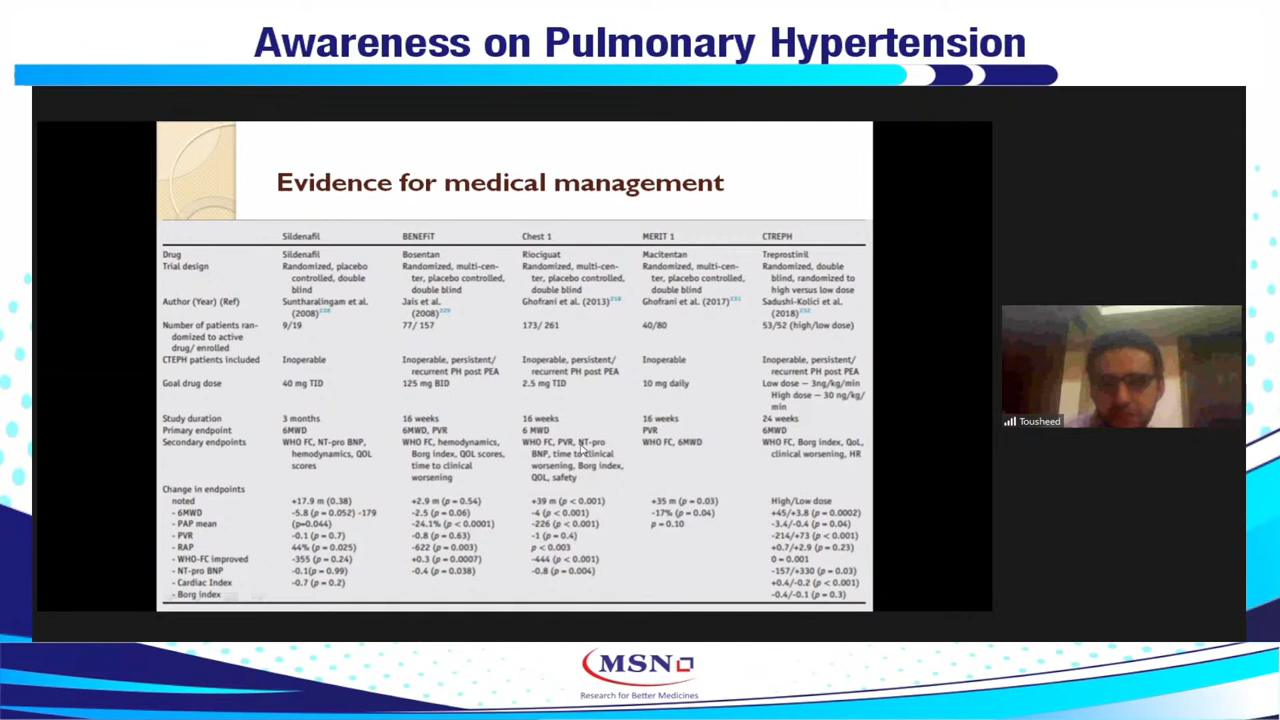 Awareness on Pulmonary Hypertension
Evidence for medical management
Sildenafil BENEFiT Chest 1 MERIT 1 CTREPH
Drug Sildenafil Bosentan Riociguat Macitentan Treprostinil
Trial design Randomized, placebo Randomized, multi-cen- Randomized, multi-cen- Randomized, multi-cen- Randomized, double
controlled, double ter, placebo controlled, ter, placebo controlled, ter, placebo controlled, blind, randomized to
blind double blind double blind double blind high versus low dose
Author (Year) (Ref) Suntharalingam et al. Jais et al. Ghofrani et al. (2013) Ghofrani et al. (2017) Sadushi-Kolici et al.
(2008) (2008) (2018)
Number of patients ran- 9/19 77/ 157 173/ 261 40/80 53/52 (high/low dose)
domized to active
drug/ enrolled
CTEPH patients included Inoperable Inoperable, persistent/ Inoperable, persistent/ Inoperable Inoperable, persistent/
recurrent PH post PEA recurrent PH post PEA recurrent PH post PEA
Goal drug dose 40 mg TID 125 mg BID 2.5 mg TID 10 mg daily Low dose — 3ng/kg/min
High dose — 30 ng/kg/
min
Study duration 3 months 16 weeks 16 weeks 16 weeks 24 weeks
Primary endpoint 6MWD 6MWD, PVR 6 MWD PVR 6MWD
Secondary endpoints WHO FC, NT-pro BNP, WHO FC, hemodynamics, WHO FC, PVR, NT-pro WHO FC, 6MWD WHO FC, Borg index, QoL,
hemodynamics, QOL Borg index, QOL scores, BNP, time to clinical clinical worsening, HR
scores time to clinical worsening, Borg index,
worsening QOL, safety
Change in endpoints
noted +17.9 m (0.38) +2.9 m (p = 0.54) +39 m (p < 0.001) +35 m (p = 0.03) High/Low dose
- 6MWD -5.8 (p = 0.052) -179 -2.5 (p = 0.06) -4 (p < 0.001) -17% (p = 0.04) +45/+3.8 (p = 0.0002)
- PAP mean (p=0.044) -24.1% (p < 0.0001) -226 (p < 0.001) p = 0.10 -3.4/-0.4 (p = 0.04)
- PVR -0.1 (p = 0.7) -0.8 (p = 0.63) -1 (p = 0.4) -214/+73 (p < 0.001)
- RAP 44% (p = 0.025) -622 (p = 0.003) p < 0.003 +0.7/+2.9 (p = 0.23)
- WHO-FC improved -355 (p = 0.24) +0.3 (p = 0.0007) -444 (p < 0.001) 0 = 0.001
- NT-pro BNP -0.1(p = 0.99) -0.4 (p = 0.038) -0.8 (p = 0.004) -157/+330 (p = 0.03)
- Cardiac Index -0.7 (p = 0.2) +0.4/-0.2 (p < 0.001)
- Borg index -0.4/-0.1 (p = 0.3)
Tousheed
MSN
Research for Better Medicines